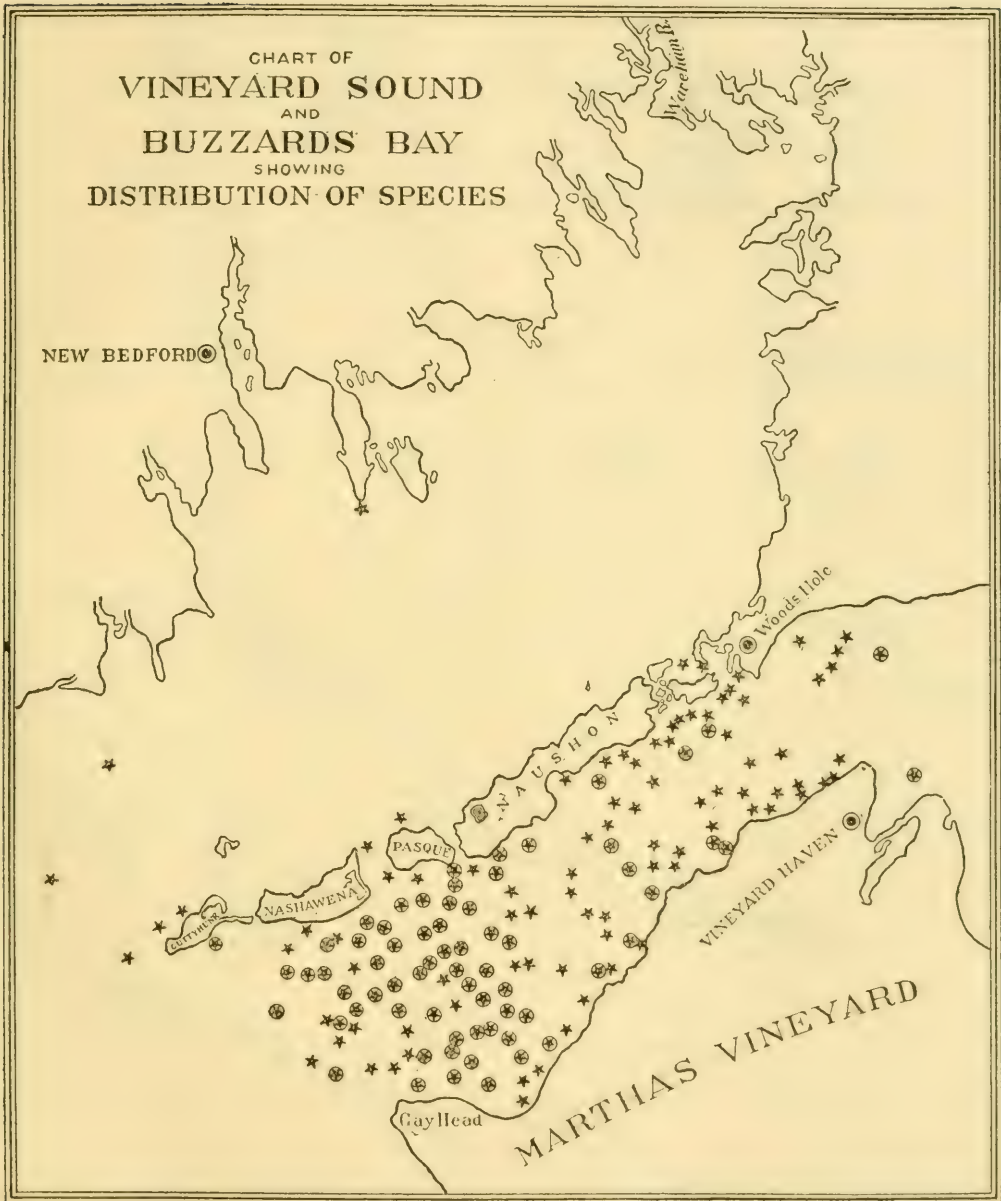 CHART OF
VINEYARD SOUND
AND
BUZZARDS BAY
SHOWING
DISTRIBUTION OF SPECIES
Wareham R.
NEW BEDFORD
Woods Hole
NAUSHON
PASQUE
NASHAWENA
CUTTYHUNK
VINEYARD HAVEN
MARTHAS VINEYARD
Gay Head